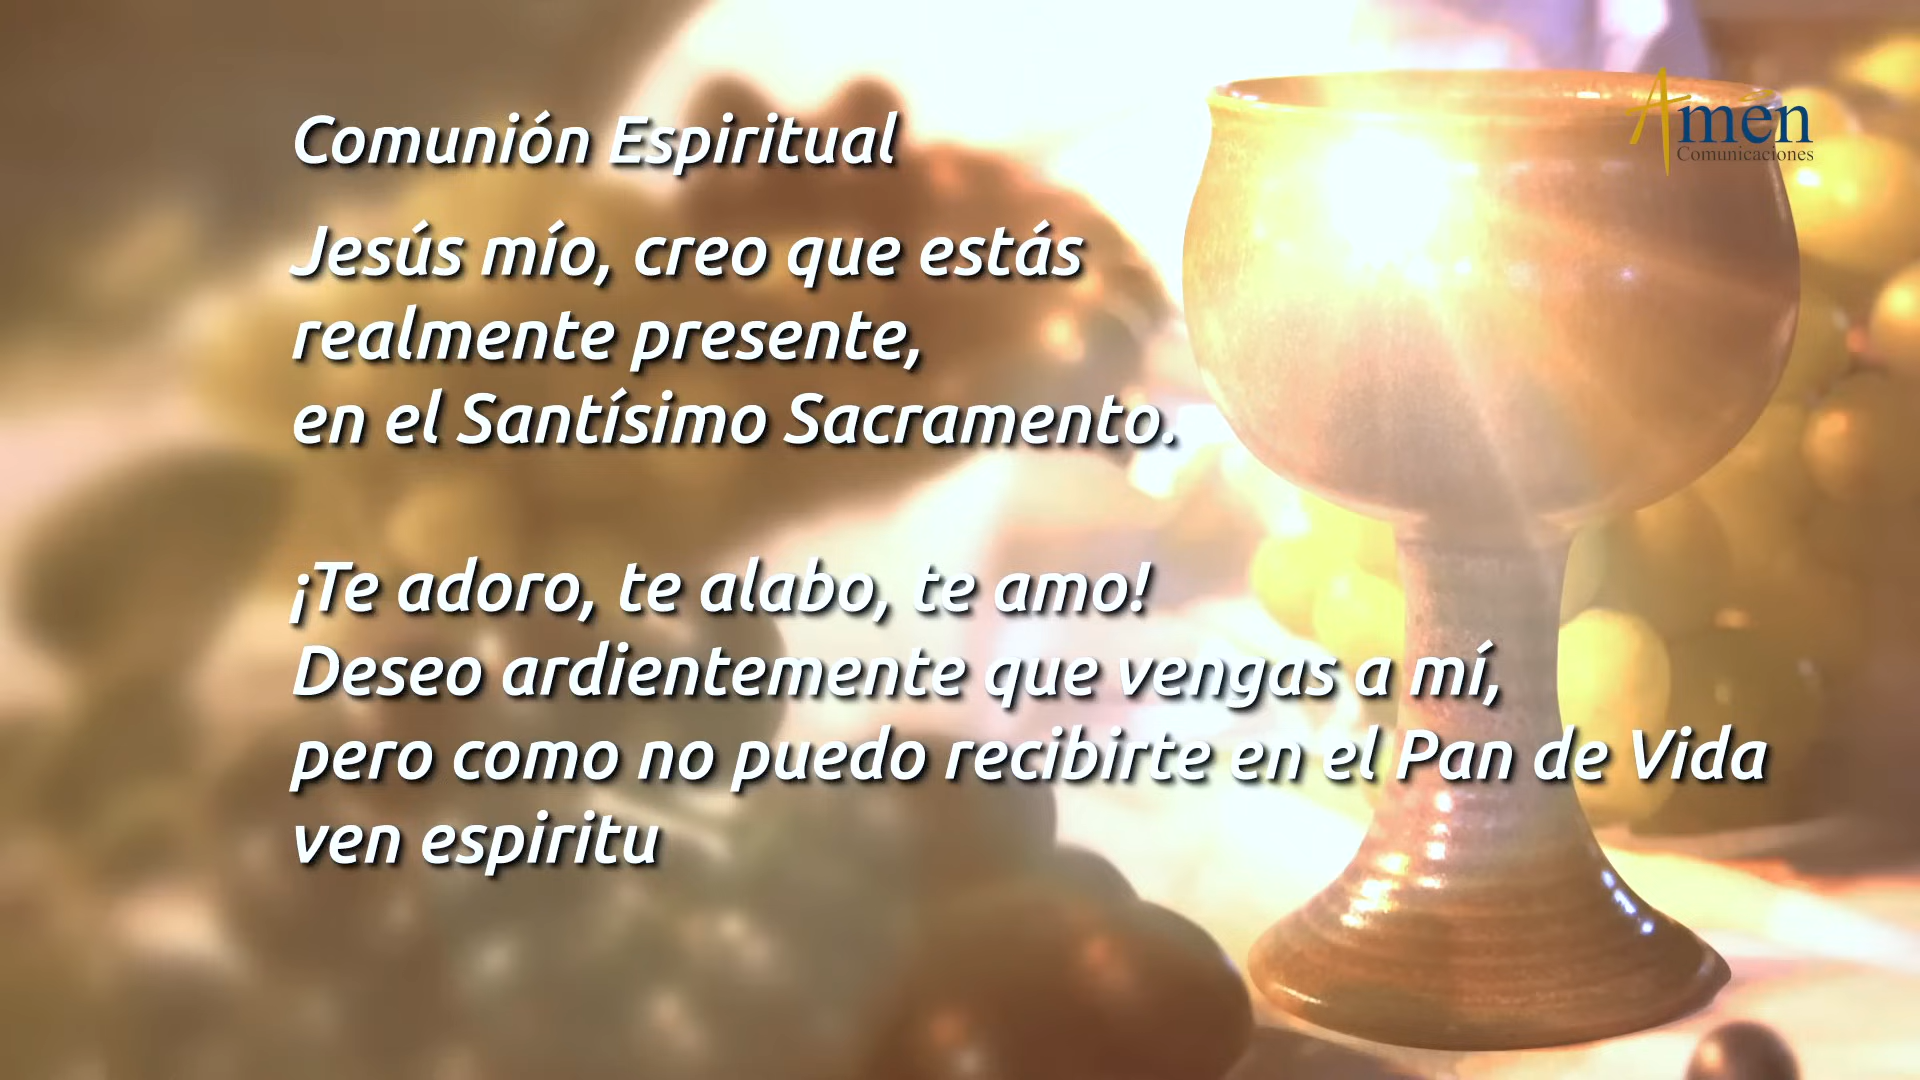 Amén
Comunicaciones
Comunión Espiritual
Jesús mío, creo que estás
realmente presente,
en el Santísimo Sacramento.
¡Te adoro, te alabo, te amo!
Deseo ardientemente que vengas a mí,
pero como no puedo recibirte en el Pan de Vida
ven espiritu